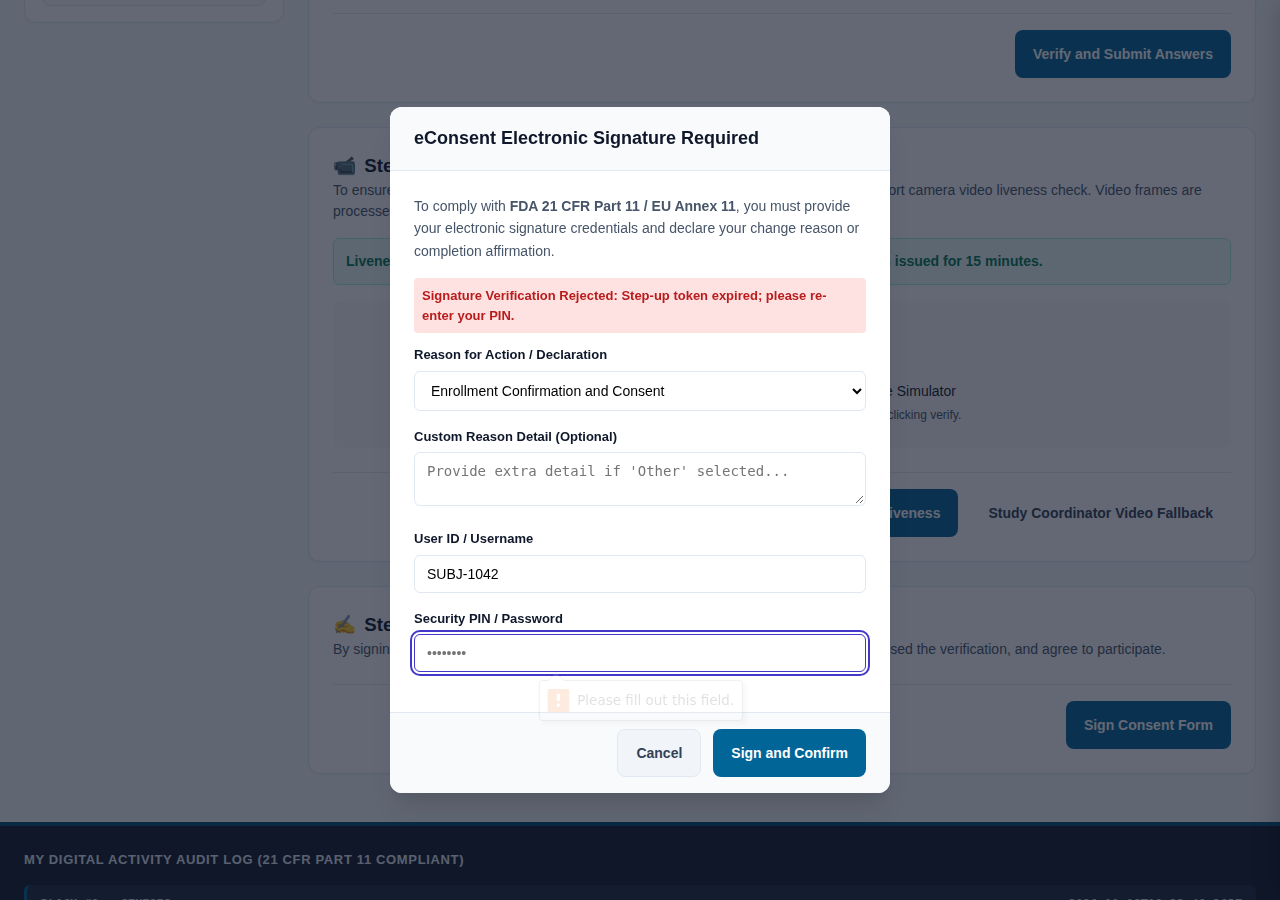 Verify and Submit Answers
eConsent Electronic Signature Required
📹 Ste
To ensure
ort camera video liveness check. Video frames are
processe
To comply with FDA 21 CFR Part 11 / EU Annex 11, you must provide
your electronic signature credentials and declare your change reason or
completion affirmation.
Livene
issued for 15 minutes.
Signature Verification Rejected: Step-up token expired; please re-
enter your PIN.
Reason for Action / Declaration
Enrollment Confirmation and Consent
e Simulator
clicking verify.
Custom Reason Detail (Optional)
Provide extra detail if 'Other' selected...
iveness
Study Coordinator Video Fallback
User ID / Username
SUBJ-1042
Security PIN / Password
••••••••
✍️ Ste
By signin
sed the verification, and agree to participate.
Please fill out this field.
Sign Consent Form
Cancel
Sign and Confirm
MY DIGITAL ACTIVITY AUDIT LOG (21 CFR PART 11 COMPLIANT)